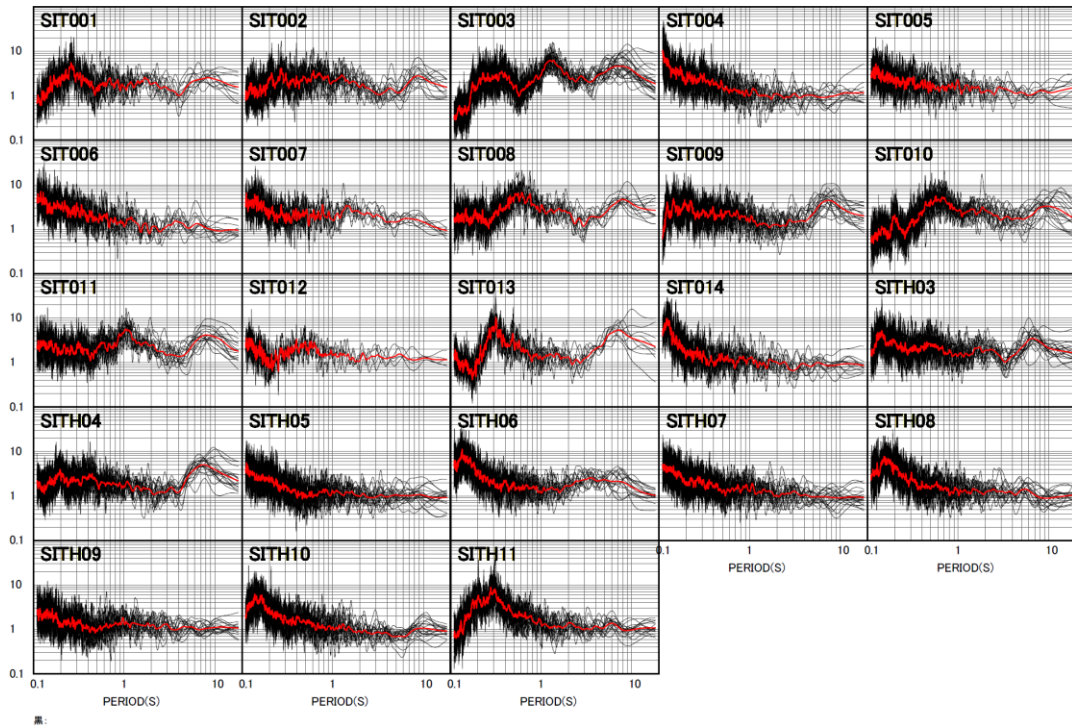 SIT001 SIT002 SIT003 SIT004 SIT005
10
1
0.1
SIT006 SIT007 SIT008 SIT009 SIT010
10
1
0.1
SIT011 SIT012 SIT013 SIT014 SITH03
10
1
0.1
SITH04 SITH05 SITH06 SITH07 SITH08
10
1
0.1
0.1 1 10 0.1 1 10
PERIOD(S) PERIOD(S)
SITH09 SITH10 SITH11
10
1
0.1
0.1 1 10 0.1 1 10 0.1 1 10
PERIOD(S) PERIOD(S) PERIOD(S)
黒: